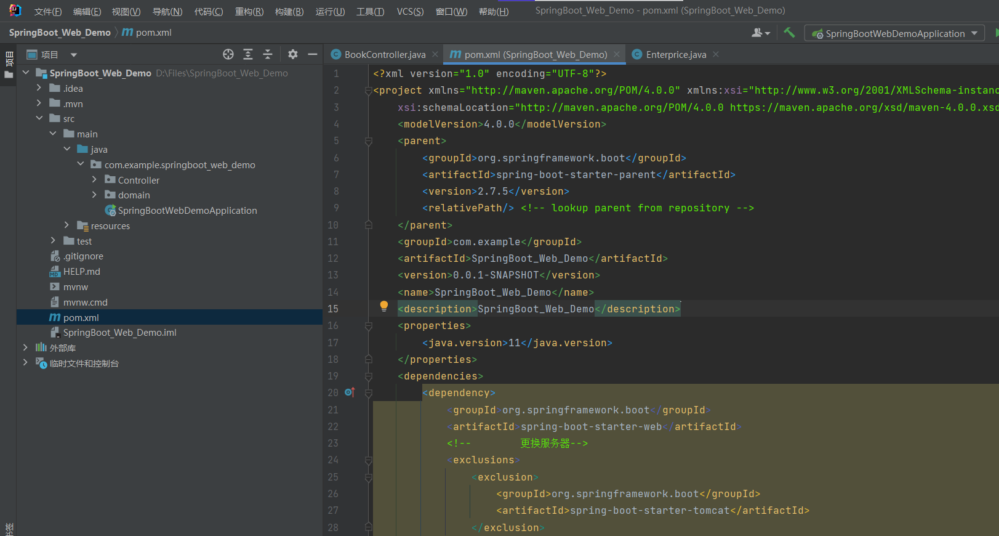 文件(F) 编辑(E) 视图(V) 导航(N) 代码(C) 重构(R) 构建(B) 运行(U) 工具(T) VCS(S) 窗口(W) 帮助(H) SpringBoot_Web_Demo - pom.xml (SpringBoot_Web_Demo)
SpringBoot_Web_Demo pom.xml
SpringBootWebDemoApplication
项目
项目
BookController.java
pom.xml (SpringBoot_Web_Demo)
Enterprice.java
SpringBoot_Web_Demo D:\Files\SpringBoot_Web_Demo
.idea
.mvn
src
main
java
com.example.springboot_web_demo
Controller
domain
SpringBootWebDemoApplication
resources
test
.gitignore
HELP.md
mvnw
mvnw.cmd
pom.xml
SpringBoot_Web_Demo.iml
外部库
临时文件和控制台
1 <?xml version="1.0" encoding="UTF-8"?>
2 <project xmlns="http://maven.apache.org/POM/4.0.0" xmlns:xsi="http://www.w3.org/2001/XMLSchema-instanc
3 xsi:schemaLocation="http://maven.apache.org/POM/4.0.0 https://maven.apache.org/xsd/maven-4.0.0.xsd
4 <modelVersion>4.0.0</modelVersion>
5 <parent>
6 <groupId>org.springframework.boot</groupId>
7 <artifactId>spring-boot-starter-parent</artifactId>
8 <version>2.7.5</version>
9 <relativePath/> <!-- lookup parent from repository -->
10 </parent>
11 <groupId>com.example</groupId>
12 <artifactId>SpringBoot_Web_Demo</artifactId>
13 <version>0.0.1-SNAPSHOT</version>
14 <name>SpringBoot_Web_Demo</name>
15 <description>SpringBoot_Web_Demo</description>
16 <properties>
17 <java.version>11</java.version>
18 </properties>
19 <dependencies>
20 <dependency>
21 <groupId>org.springframework.boot</groupId>
22 <artifactId>spring-boot-starter-web</artifactId>
23 <!-- 更换服务器-->
24 <exclusions>
25 <exclusion>
26 <groupId>org.springframework.boot</groupId>
27 <artifactId>spring-boot-starter-tomcat</artifactId>
28 </exclusion>